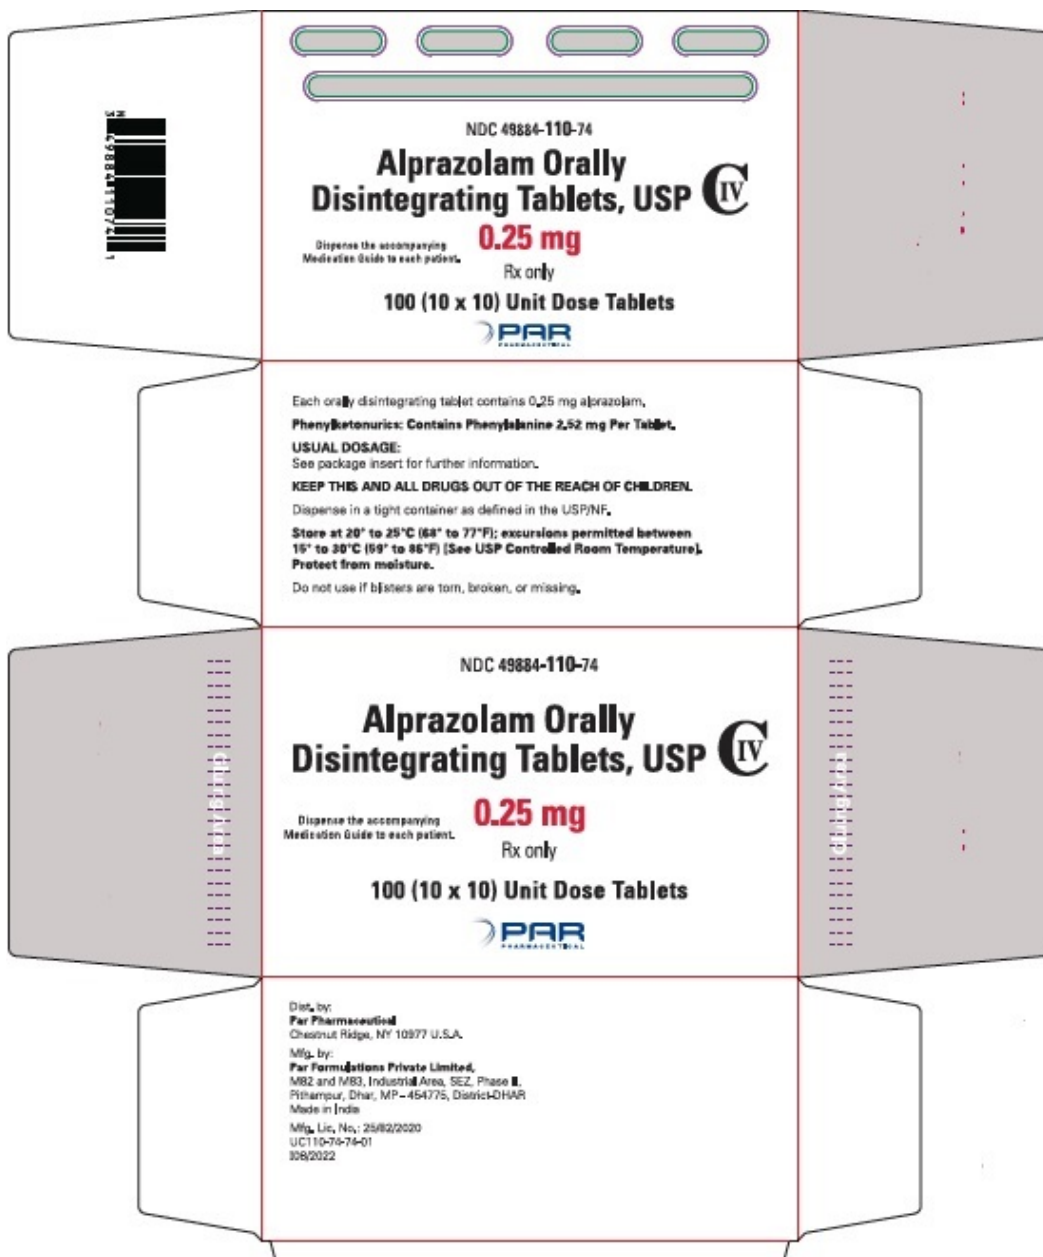 N
3 49884-110-74 1
NDC 49884-110-74
Alprazolam Orally
Disintegrating Tablets, USP CIV
0.25 mg
Dispense the accompanying
Medication Guide to each patient.
Rx only
100 (10 x 10) Unit Dose Tablets
PAR
PHARMACEUTICAL
Each orally disintegrating tablet contains 0.25 mg alprazolam.
Phenylketonurics: Contains Phenylalanine 2.52 mg Per Tablet.
USUAL DOSAGE:
See package insert for further information.
KEEP THIS AND ALL DRUGS OUT OF THE REACH OF CHILDREN.
Dispense in a tight container as defined in the USP/NF.
Store at 20° to 25°C (68° to 77°F); excursions permitted between
15° to 30°C (59° to 86°F) [See USP Controlled Room Temperature].
Protect from moisture.
Do not use if blisters are torn, broken, or missing.
NDC 49884-110-74
Alprazolam Orally
Disintegrating Tablets, USP CIV
0.25 mg
Dispense the accompanying
Medication Guide to each patient.
Rx only
100 (10 x 10) Unit Dose Tablets
PAR
PHARMACEUTICAL
Gluing Area
Gluing Area
Dist. by:
Par Pharmaceutical
Chestnut Ridge, NY 10977 U.S.A.
Mfg. by:
Par Formulations Private Limited,
M82 and M83, Industrial Area, SEZ, Phase II,
Pithampur, Dhar, MP – 454775, District-DHAR
Made in India
Mfg. Lic. No.: 25/82/2020
UC110-74-74-01
I08/2022